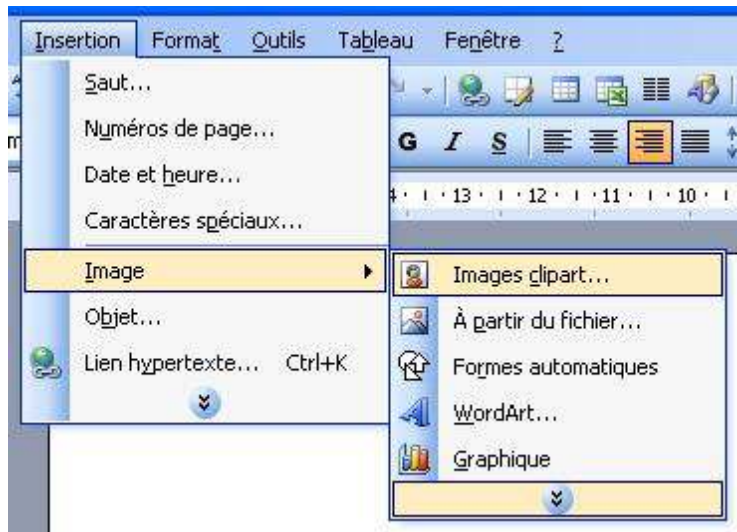 Insertion Format Outils Tableau Fenêtre ?
Saut...
Numéros de page...
G I S
Date et heure...
13 12 11 10
Caractères spéciaux...
Image
Images clipart...
Objet...
À partir du fichier...
Lien hypertexte... Ctrl+K
Formes automatiques
WordArt...
Graphique